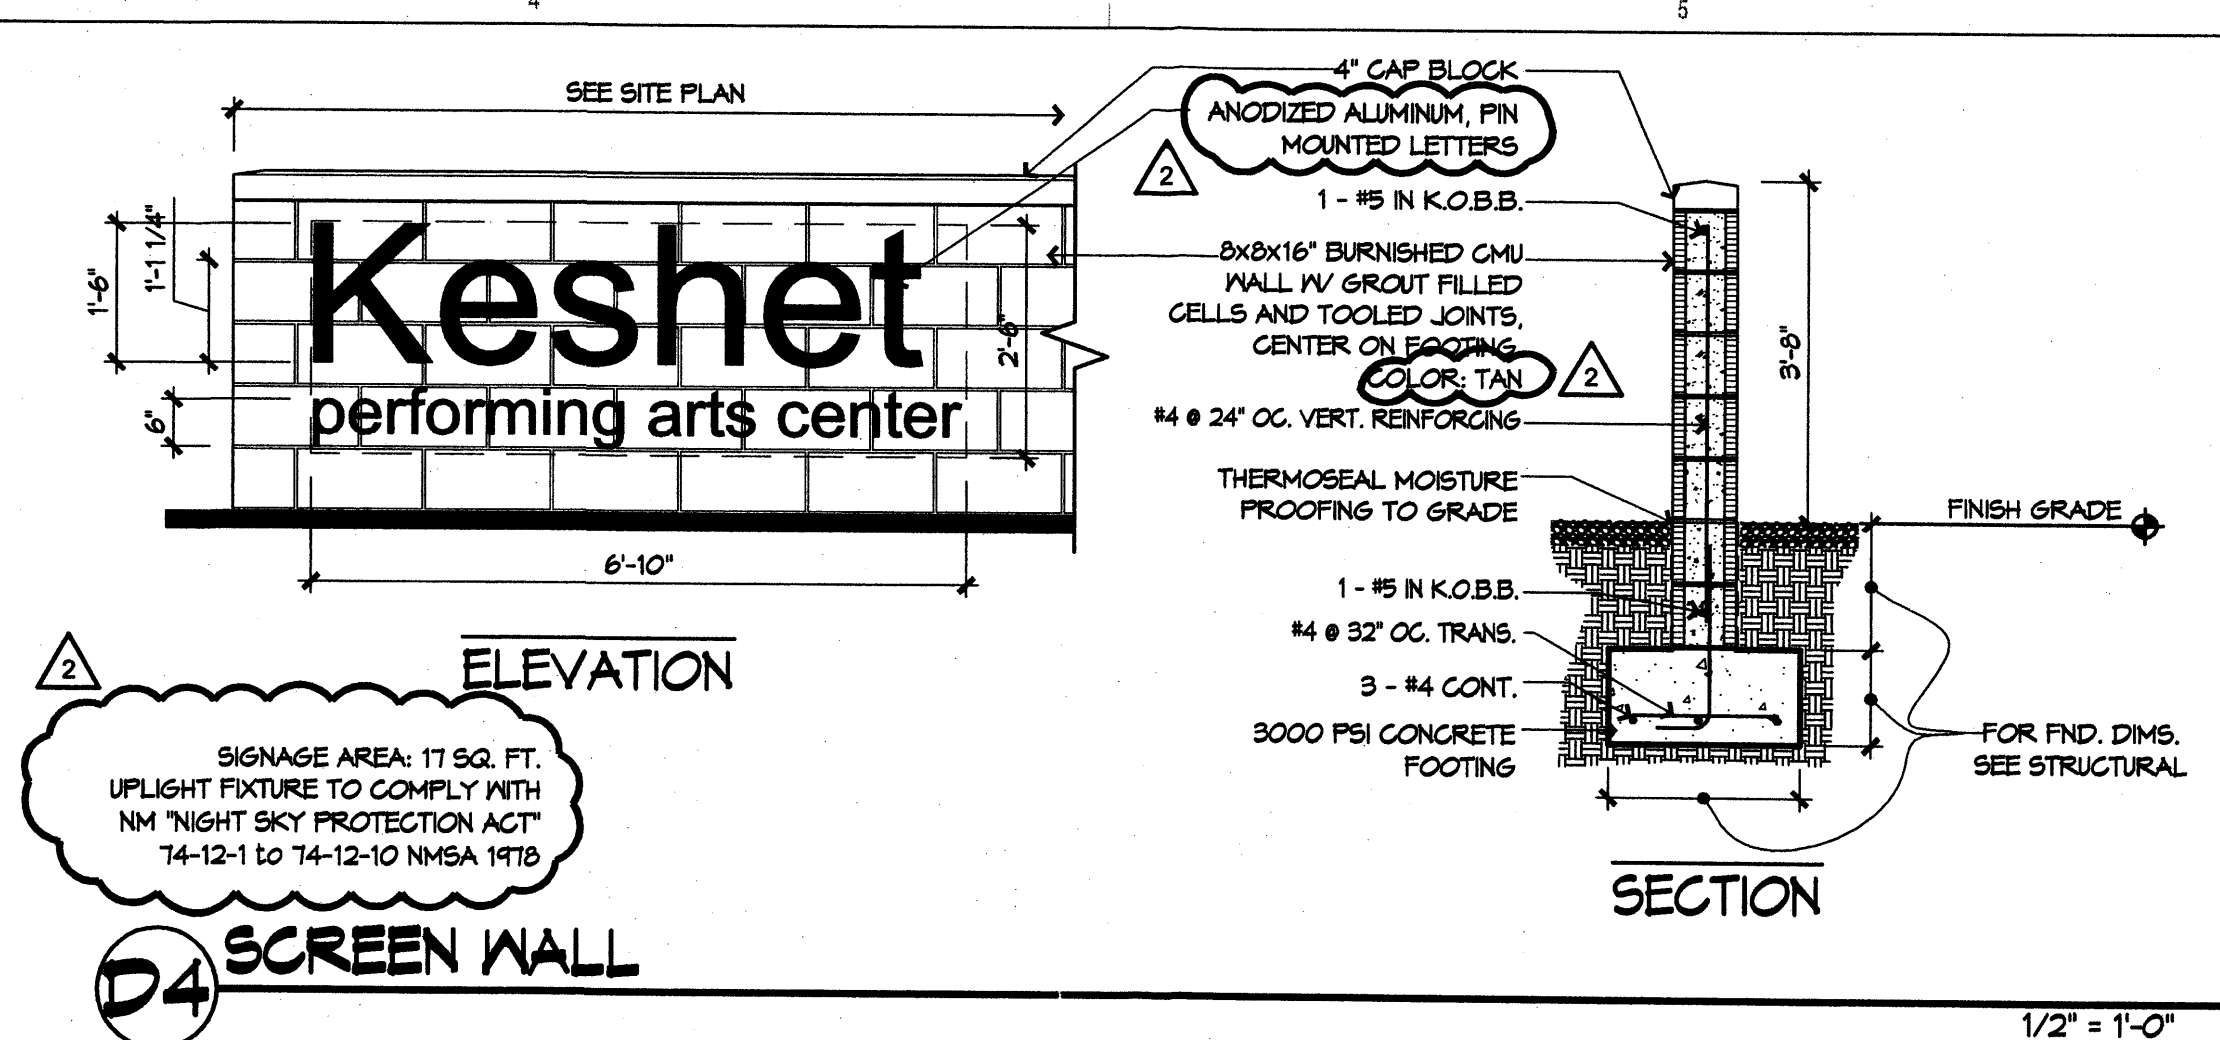 4
5
SEE SITE PLAN
4" CAP BLOCK
ANODIZED ALUMINUM, PIN
MOUNTED LETTERS
2
1 - #5 IN K.O.B.B.
8x8x16" BURNISHED CMU
WALL W/ GROUT FILLED
CELLS AND TOOLED JOINTS,
CENTER ON FOOTING
COLOR: TAN
2
#4 @ 24" OC. VERT. REINFORCING
THERMOSEAL MOISTURE
PROOFING TO GRADE
1 - #5 IN K.O.B.B.
#4 @ 32" OC. TRANS.
3 - #4 CONT.
3000 PSI CONCRETE
FOOTING
1'-6"
1'-1 1/4"
6"
Keshet
performing arts center
2'-6"
6'-10"
ELEVATION
3'-8"
FINISH GRADE
FOR FND. DIMS.
SEE STRUCTURAL
SECTION
2
SIGNAGE AREA: 17 SQ. FT.
UPLIGHT FIXTURE TO COMPLY WITH
NM "NIGHT SKY PROTECTION ACT"
74-12-1 to 74-12-10 NMSA 1978
D4
SCREEN WALL
1/2" = 1'-0"